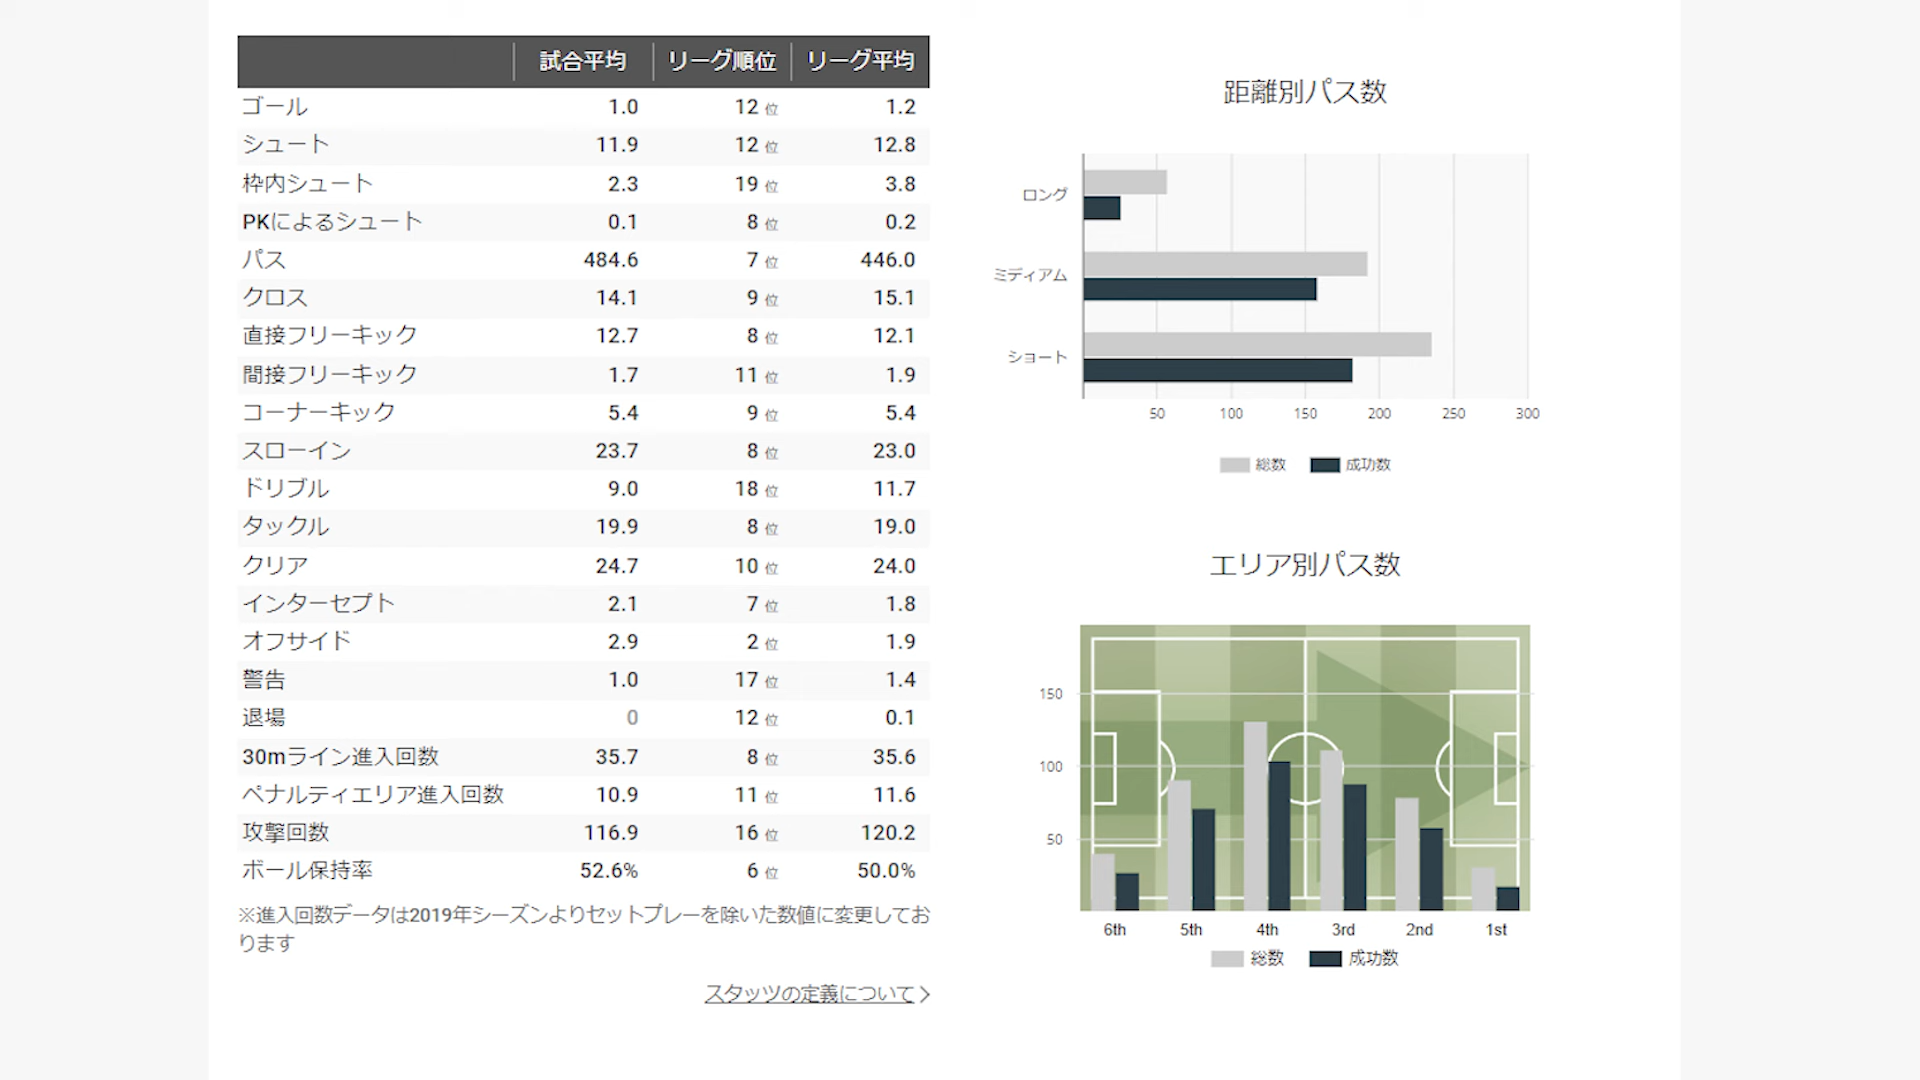 試合平均 リーグ順位 リーグ平均
ゴール 1.0 12 位 1.2
シュート 11.9 12 位 12.8
枠内シュート 2.3 19 位 3.8
PKによるシュート 0.1 8 位 0.2
パス 484.6 7 位 446.0
クロス 14.1 9 位 15.1
直接フリーキック 12.7 8 位 12.1
間接フリーキック 1.7 11 位 1.9
コーナーキック 5.4 9 位 5.4
スローイン 23.7 8 位 23.0
ドリブル 9.0 18 位 11.7
タックル 19.9 8 位 19.0
クリア 24.7 10 位 24.0
インターセプト 2.1 7 位 1.8
オフサイド 2.9 2 位 1.9
警告 1.0 17 位 1.4
退場 0 12 位 0.1
30mライン進入回数 35.7 8 位 35.6
ペナルティエリア進入回数 10.9 11 位 11.6
攻撃回数 116.9 16 位 120.2
ボール保持率 52.6% 6 位 50.0%
※進入回数データは2019年シーズンよりセットプレーを除いた数値に変更してお
ります
スタッツの定義について
距離別パス数
ロング
ミディアム
ショート
50 100 150 200 250 300
総数 成功数
エリア別パス数
150
100
50
6th 5th 4th 3rd 2nd 1st
総数 成功数